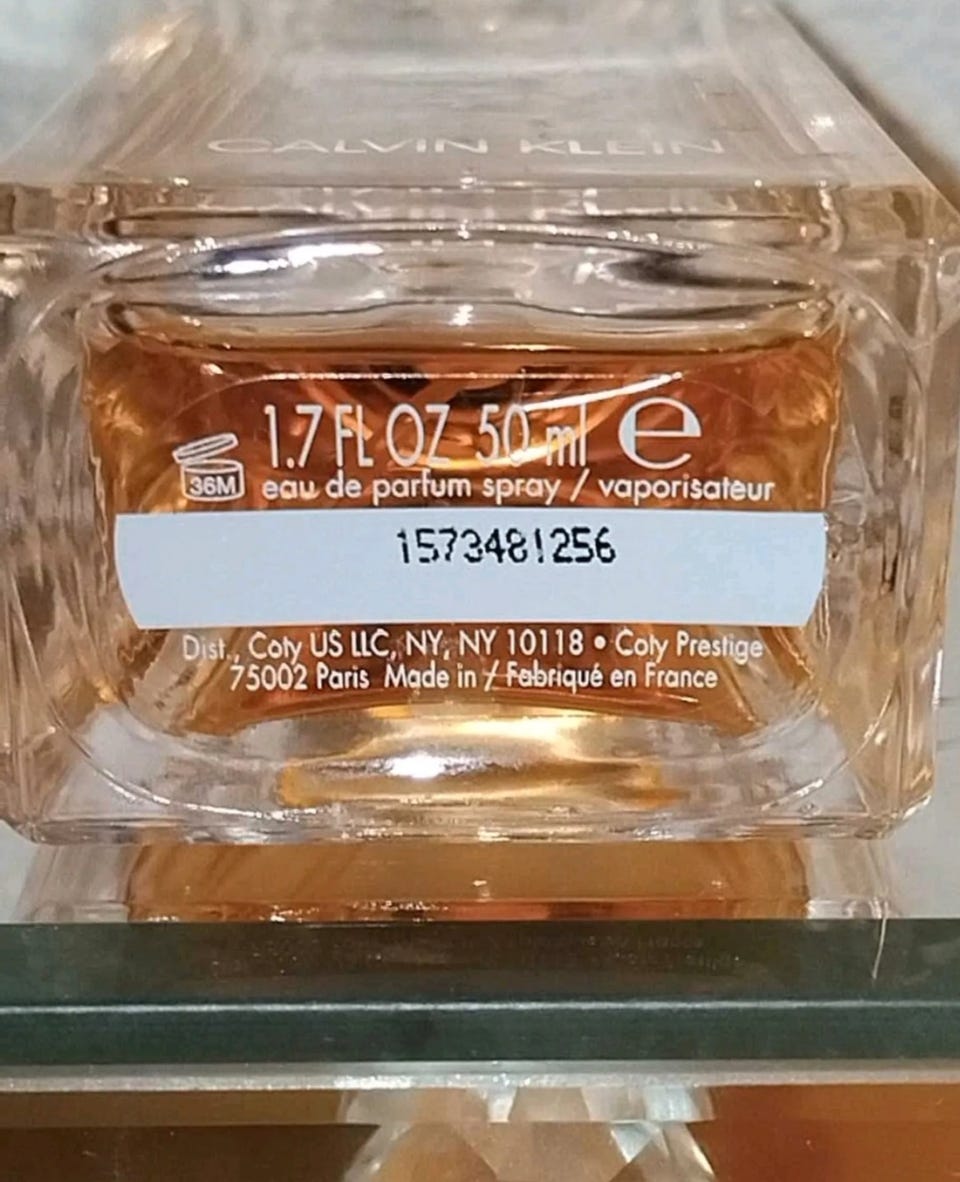 CALVIN KLEIN
1.7 FL OZ 50 ml e
36M
eau de parfum spray / vaporisateur
1573481256
Dist., Coty US LLC, NY, NY 10118 • Coty Prestige
75002 Paris Made in / Fabriqué en France